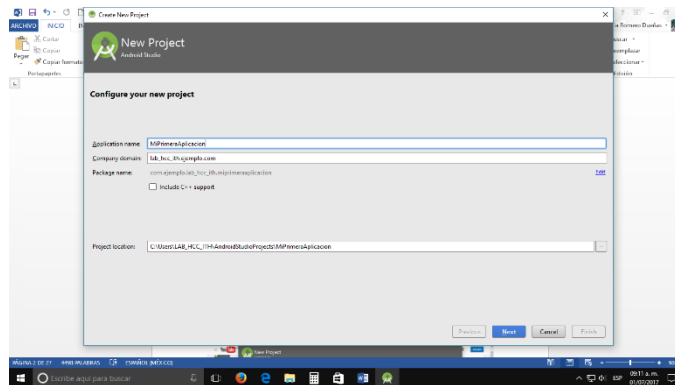 Create New Project
ARCHIVO INICIO
Cortar
Copiar
Pegar
Copiar formato
Portapapeles
New Project
Android Studio
Configure your new project
Application name: MiPrimeraAplicacion
Company domain: lab_hcc_ith.ejemplo.com
Package name: com.ejemplo.lab_hcc_ith.miprimeraaplicacion
Edit
Include C++ support
Project location: C:\Users\LAB_HCC_ITH\AndroidStudioProjects\MiPrimeraAplicacion
...
Previous Next Cancel Finish
New Project
PÁGINA 2 DE 27 4498 PALABRAS ESPAÑOL (MÉXICO)
Escribe aquí para buscar
ESP
09:11 a. m.
01/07/2017